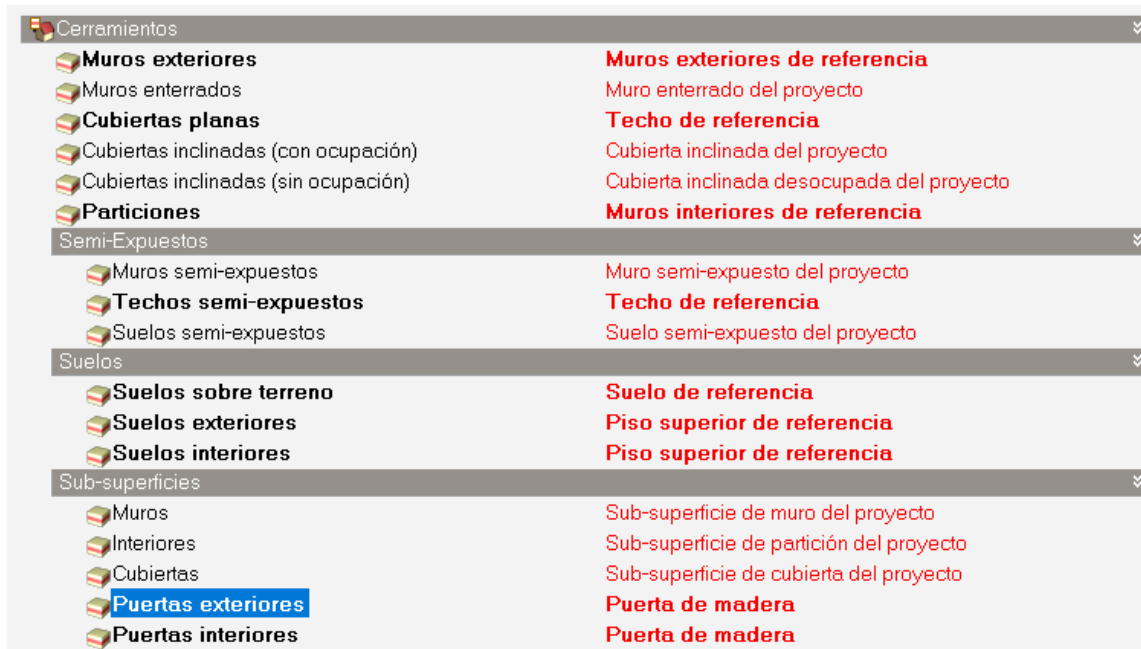 Cerramientos
Muros exteriores Muros exteriores de referencia
Muros enterrados Muro enterrado del proyecto
Cubiertas planas Techo de referencia
Cubiertas inclinadas (con ocupación) Cubierta inclinada del proyecto
Cubiertas inclinadas (sin ocupación) Cubierta inclinada desocupada del proyecto
Particiones Muros interiores de referencia
Semi-Expuestos
Muros semi-expuestos Muro semi-expuesto del proyecto
Techos semi-expuestos Techo de referencia
Suelos semi-expuestos Suelo semi-expuesto del proyecto
Suelos
Suelos sobre terreno Suelo de referencia
Suelos exteriores Piso superior de referencia
Suelos interiores Piso superior de referencia
Sub-superficies
Muros Sub-superficie de muro del proyecto
Interiores Sub-superficie de partición del proyecto
Cubiertas Sub-superficie de cubierta del proyecto
Puertas exteriores Puerta de madera
Puertas interiores Puerta de madera